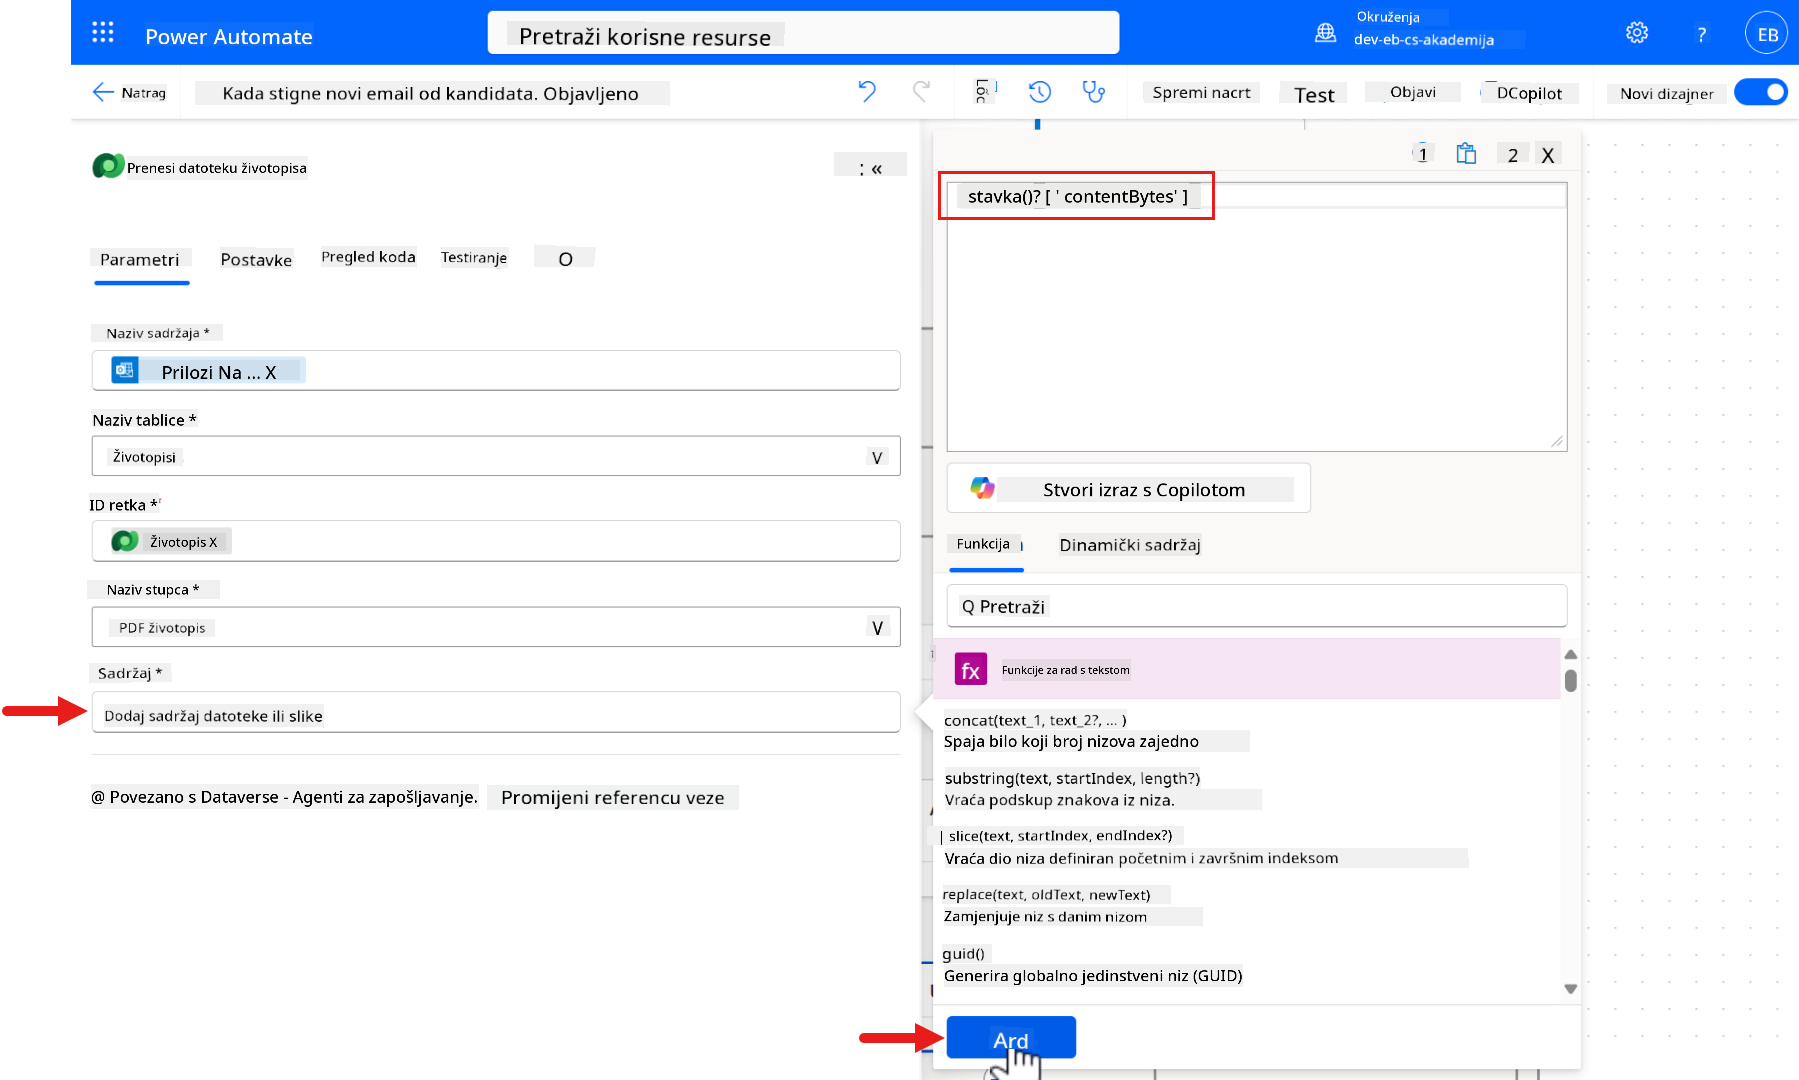 Power Automate
Pretraži korisne resurse
Okruženja
dev-eb-cs-akademija
?
EB
Natrag
Kada stigne novi email od kandidata. Objavljeno
Spremi nacrt
Test
Objavi
DCopilot
Novi dizajner
Prenesi datoteku životopisa
: «
Parametri
Postavke
Pregled koda
Testiranje
O
Naziv sadržaja *
Prilozi Na ... X
Naziv tablice *
Životopisi
V
ID retka *
Životopis X
Naziv stupca *
PDF životopis
V
Sadržaj *
Dodaj sadržaj datoteke ili slike
@ Povezano s Dataverse - Agenti za zapošljavanje.
Promijeni referencu veze
1
2
X
stavka()? [ ' contentBytes' ]
Stvori izraz s Copilotom
Funkcija
Dinamički sadržaj
Q Pretraži
fx
Funkcije za rad s tekstom
concat(text_1, text_2?, ... )
Spaja bilo koji broj nizova zajedno
substring(text, startIndex, length?)
Vraća podskup znakova iz niza.
| slice(text, startIndex, endIndex?)
Vraća dio niza definiran početnim i završnim indeksom
replace(text, oldText, newText)
Zamjenjuje niz s danim nizom
guid()
Generira globalno jedinstveni niz (GUID)
Ard